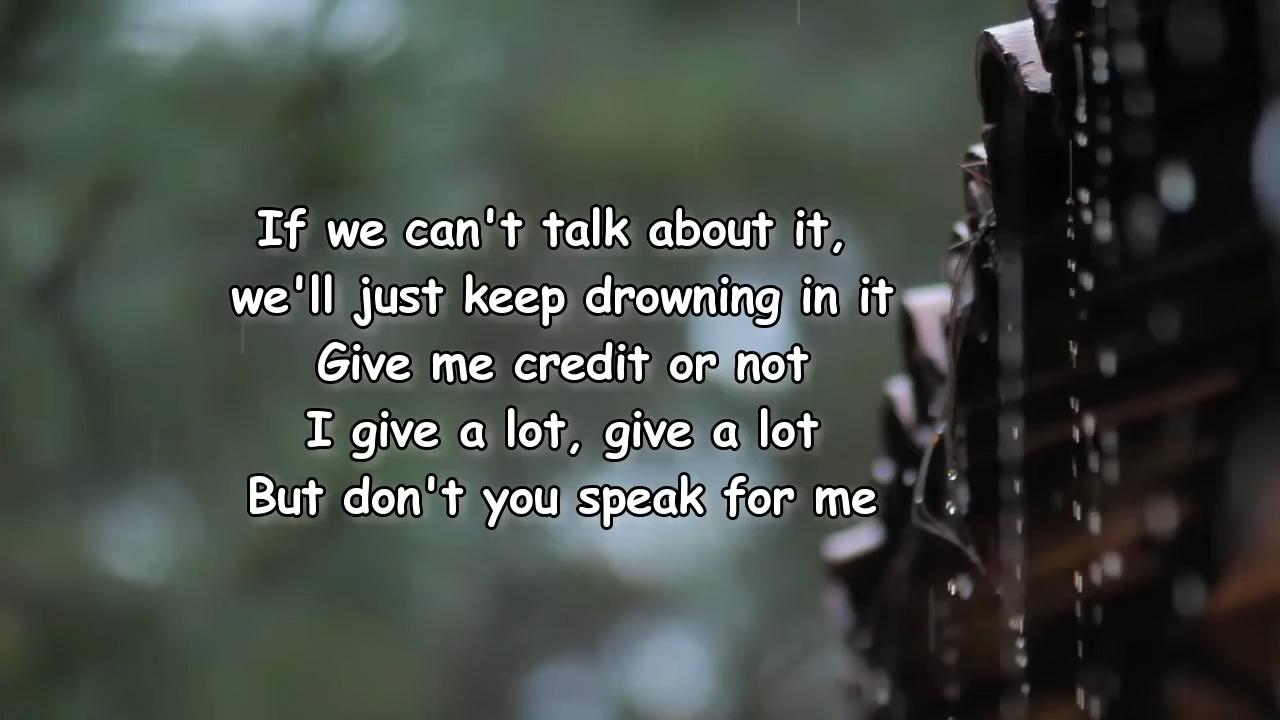 If we can't talk about it,
we'll just keep drowning in it
Give me credit or not
I give a lot, give a lot
But don't you speak for me